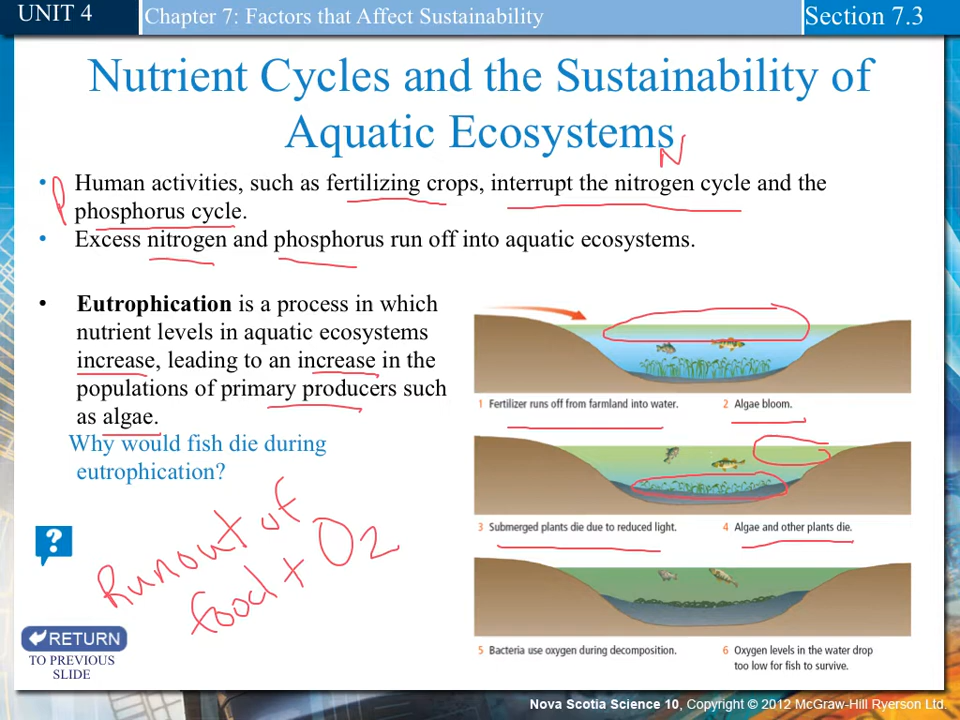 UNIT 4
Chapter 7: Factors that Affect Sustainability
Section 7.3
Nutrient Cycles and the Sustainability of
Aquatic Ecosystems
N
P
• Human activities, such as fertilizing crops, interrupt the nitrogen cycle and the
phosphorus cycle.
• Excess nitrogen and phosphorus run off into aquatic ecosystems.
• Eutrophication is a process in which
nutrient levels in aquatic ecosystems
increase, leading to an increase in the
populations of primary producers such
as algae.
Why would fish die during
eutrophication?
Run out of
food + O2
?
1 Fertilizer runs off from farmland into water.
2 Algae bloom.
3 Submerged plants die due to reduced light.
4 Algae and other plants die.
5 Bacteria use oxygen during decomposition.
6 Oxygen levels in the water drop
too low for fish to survive.
RETURN
TO PREVIOUS
SLIDE
Nova Scotia Science 10, Copyright © 2012 McGraw-Hill Ryerson Ltd.